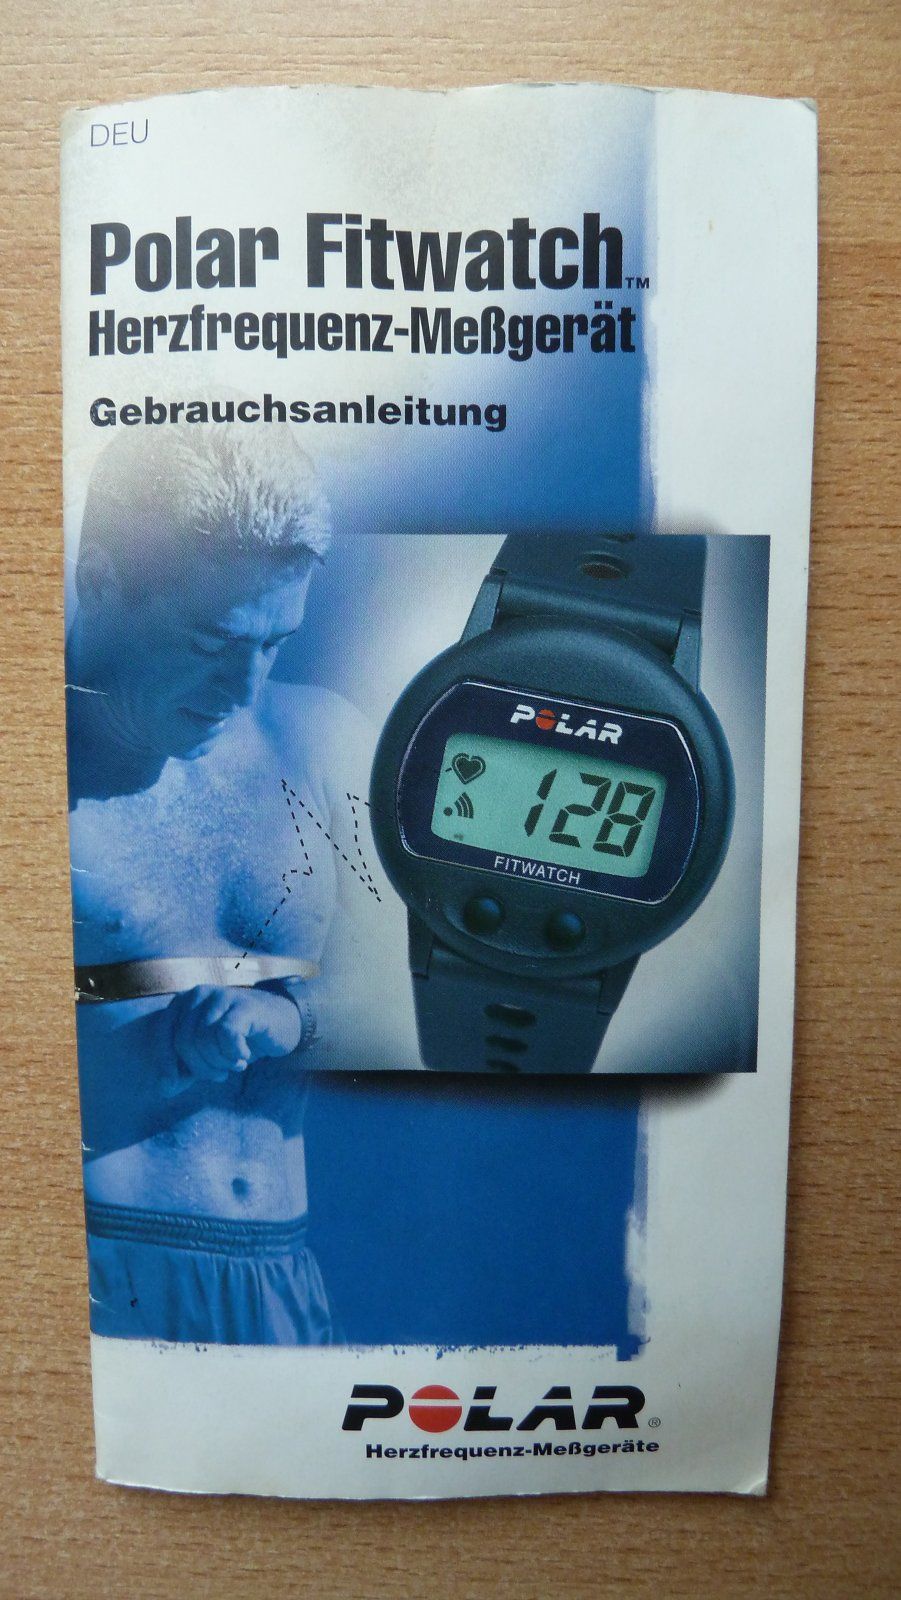 DEU
Polar Fitwatch™
Herzfrequenz-Meßgerät
Gebrauchsanleitung
POLAR
128
FITWATCH
POLAR®
Herzfrequenz-Meßgeräte